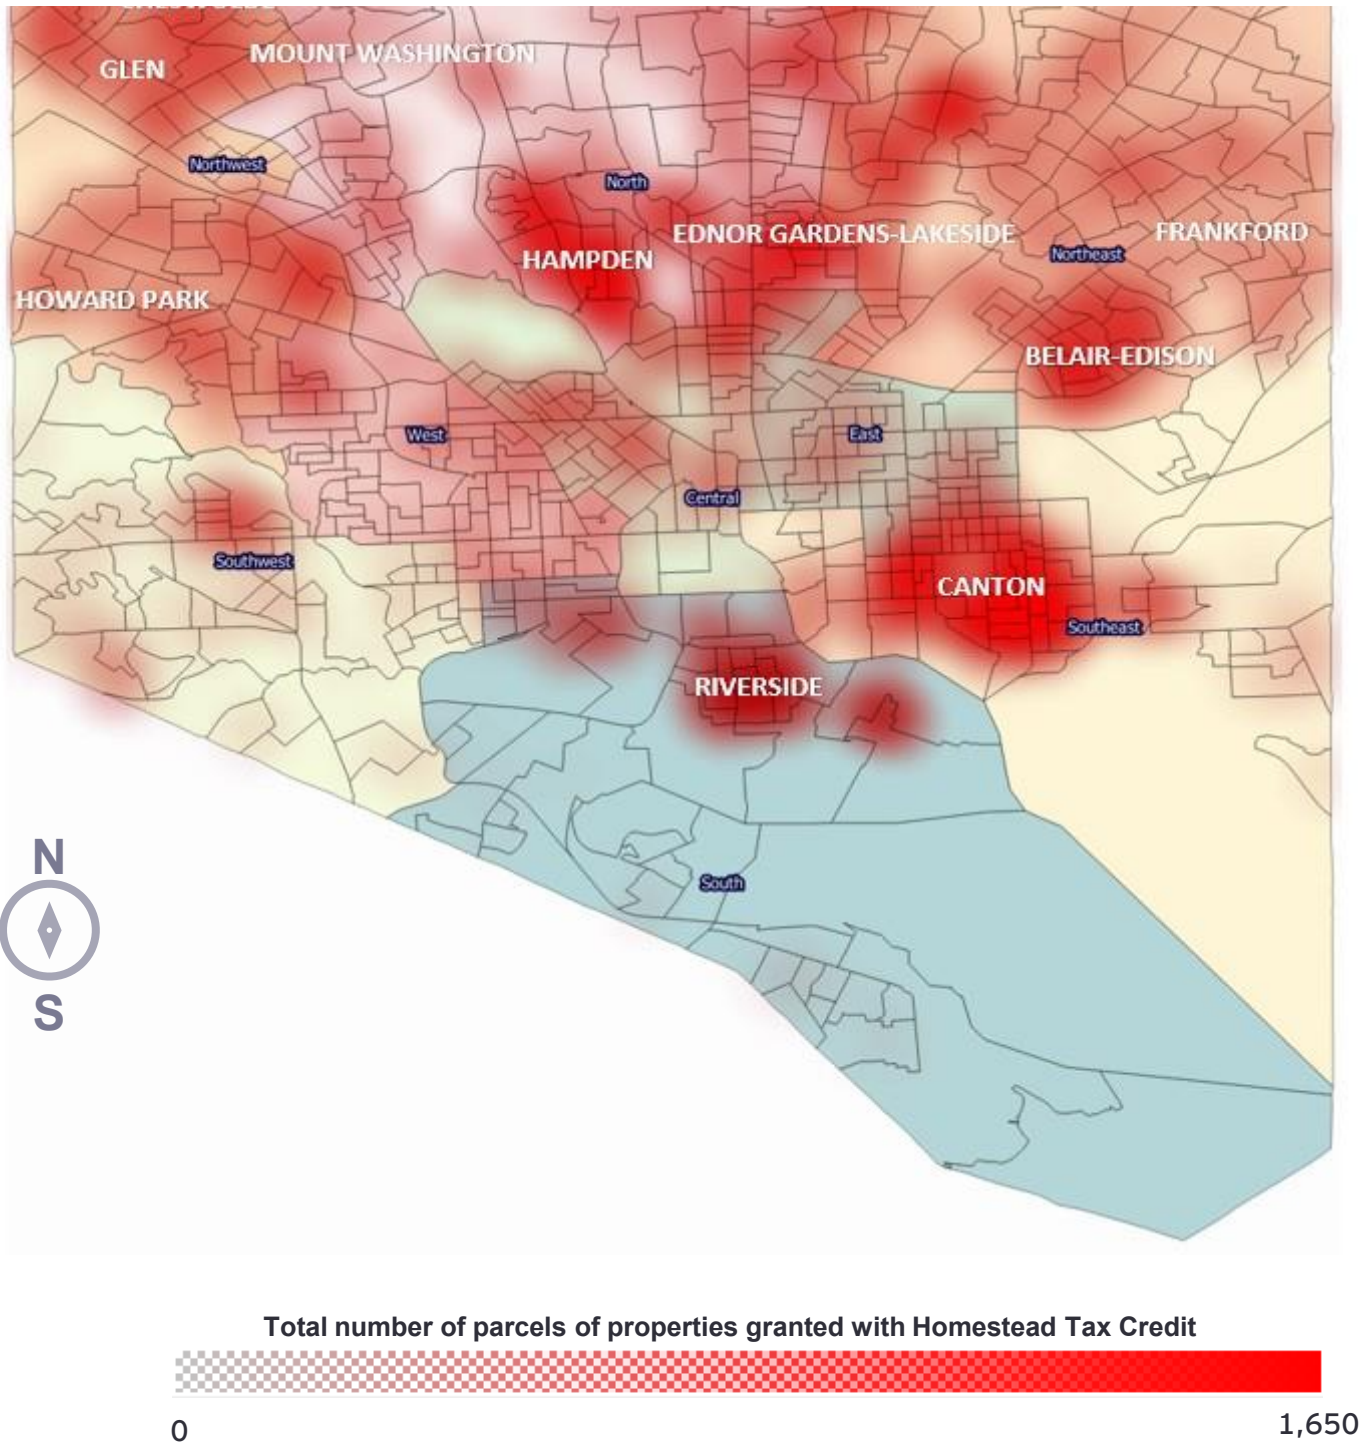 GLEN
MOUNT WASHINGTON
Northwest
North
HAMPDEN
EDNOR GARDENS-LAKESIDE
FRANKFORD
Northeast
HOWARD PARK
BELAIR-EDISON
West
East
Central
Southwest
CANTON
Southeast
RIVERSIDE
South
N
S
Total number of parcels of properties granted with Homestead Tax Credit
0
1,650